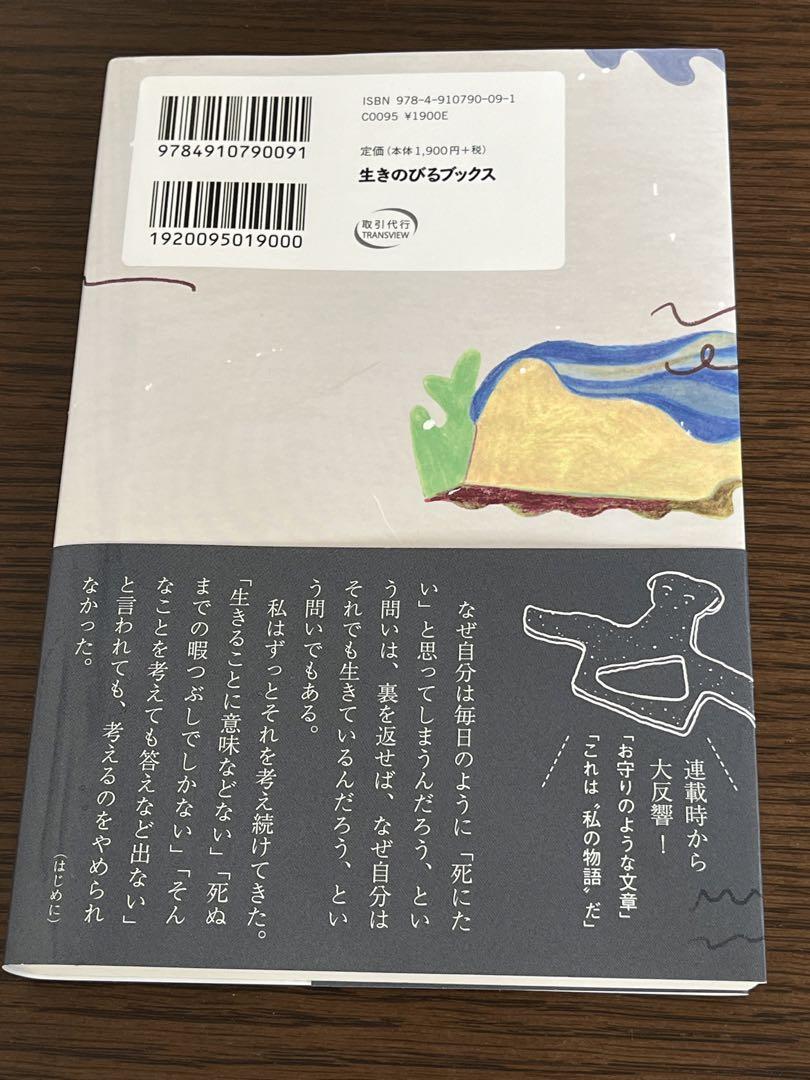 ISBN 978-4-910790-09-1
C0095 ¥1900E
9784910790091
定価（本体1,900円＋税）
生きのびるブックス
1920095019000
取引代行
TRANSVIEW
連載時から
大反響！
「お守りのような文章」
「これは〝私の物語〟だ」
なぜ自分は毎日のように「死にた
い」と思ってしまうんだろう、とい
う問いは、裏を返せば、なぜ自分は
それでも生きているんだろう、とい
う問いでもある。
私はずっとそれを考え続けてきた。
「生きることに意味などない」「死ぬ
までの暇つぶしでしかない」「そん
なことを考えても答えなど出ない」
と言われても、考えるのをやめられ
なかった。
（はじめに）